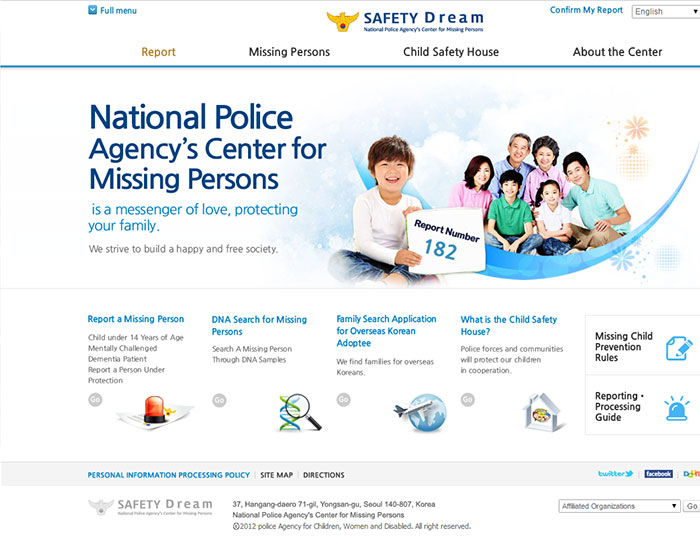 Full menu
SAFETY Dream
National Police Agency's Center for Missing Persons
Confirm My Report
English
Report
Missing Persons
Child Safety House
About the Center
National Police
Agency's Center for
Missing Persons
is a messenger of love, protecting
your family.
We strive to build a happy and free society.
Report Number
182
Report a Missing Person
Child under 14 Years of Age
Mentally Challenged
Dementia Patient
Report a Person Under
Protection
Go
DNA Search for Missing
Persons
Search A Missing Person
Through DNA Samples
Go
Family Search Application
for Overseas Korean
Adoptee
We find families for overseas
Koreans.
Go
What is the Child Safety
House?
Police forces and communities
will protect our children
in cooperation.
Go
Missing Child
Prevention
Rules
Reporting •
Processing
Guide
PERSONAL INFORMATION PROCESSING POLICY | SITE MAP | DIRECTIONS
twitter
facebook
SAFETY Dream
National Police Agency's Center for Missing Persons
37, Hangang-daero 71-gil, Yongsan-gu, Seoul 140-807, Korea
National Police Agency's Center for Missing Persons
©2012 police Agency for Children, Women and Disabled. All right reserved.
Affiliated Organizations
Go